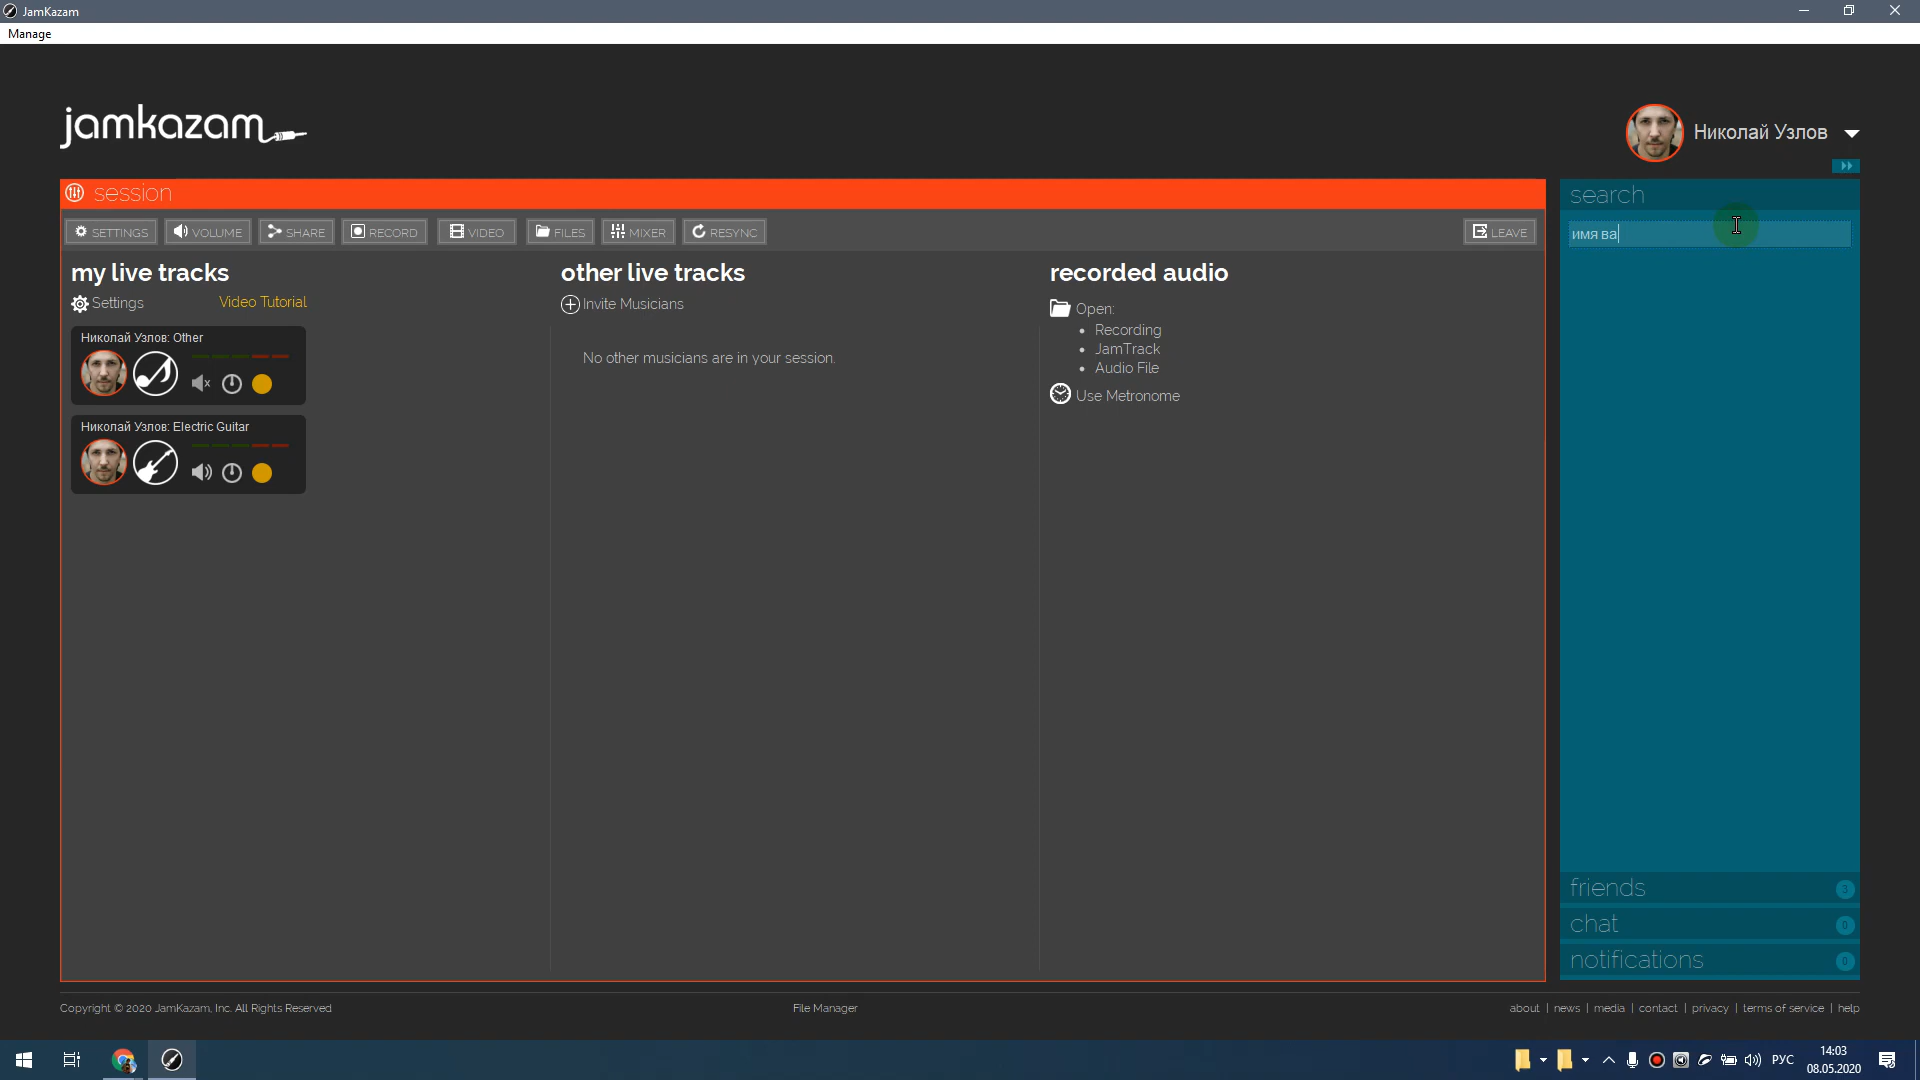 JamKazam
Manage
jamkazam
Николай Узлов
session
SETTINGS
VOLUME
SHARE
RECORD
VIDEO
FILES
MIXER
RESYNC
LEAVE
my live tracks
Settings
Video Tutorial
Николай Узлов: Other
Николай Узлов: Electric Guitar
other live tracks
Invite Musicians
No other musicians are in your session.
recorded audio
Open:
Recording
JamTrack
Audio File
Use Metronome
search
имя ва
friends
3
chat
0
notifications
0
Copyright © 2020 JamKazam, Inc. All Rights Reserved
File Manager
about | news | media | contact | privacy | terms of service | help
РУС
14:03
08.05.2020